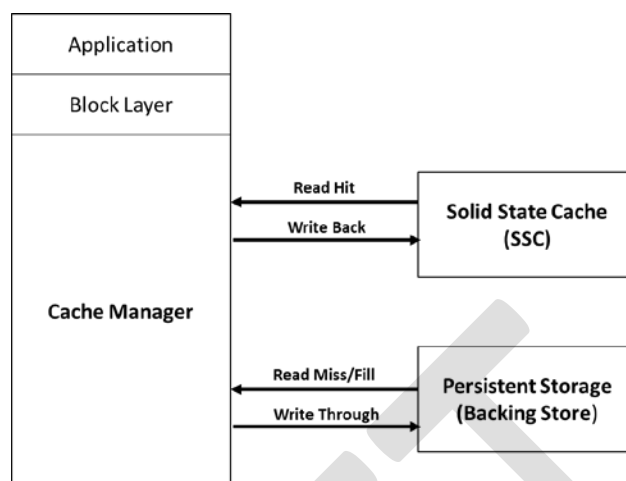 Application
Block Layer
Cache Manager
Read Hit
Write Back
Solid State Cache
(SSC)
Read Miss/Fill
Write Through
Persistent Storage
(Backing Store)